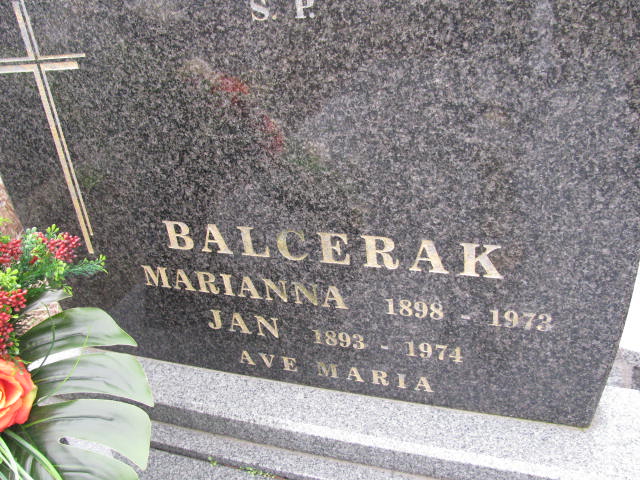 S. P.
BALCERAK
MARIANNA 1898 - 1973
JAN 1893 - 1974
AVE MARIA